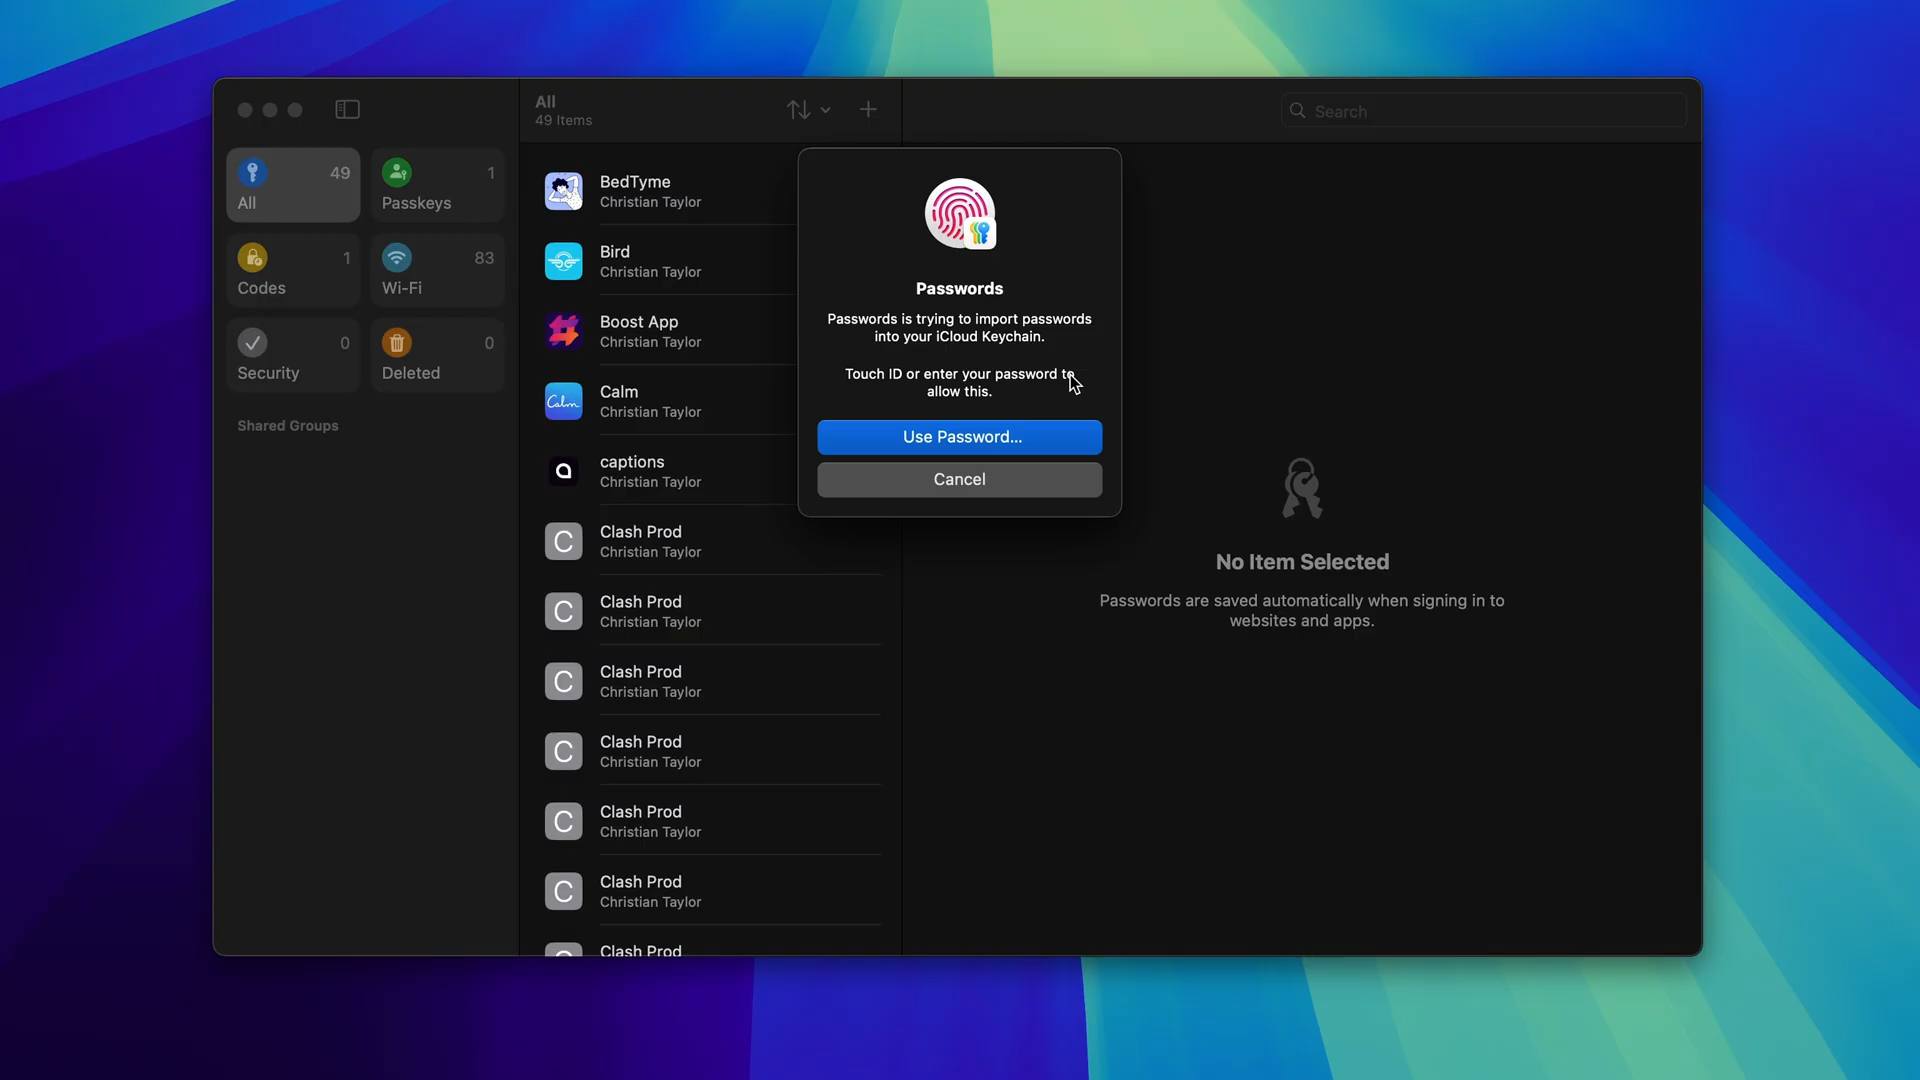 All
49 Items
Search
49
All
1
Passkeys
1
Codes
83
Wi-Fi
0
Security
0
Deleted
Shared Groups
BedTyme
Christian Taylor
Bird
Christian Taylor
Boost App
Christian Taylor
Calm
Calm
Christian Taylor
captions
Christian Taylor
C
Clash Prod
Christian Taylor
C
Clash Prod
Christian Taylor
C
Clash Prod
Christian Taylor
C
Clash Prod
Christian Taylor
C
Clash Prod
Christian Taylor
C
Clash Prod
Christian Taylor
Clash Prod
Passwords
Passwords is trying to import passwords
into your iCloud Keychain.
Touch ID or enter your password to
allow this.
Use Password...
Cancel
No Item Selected
Passwords are saved automatically when signing in to
websites and apps.